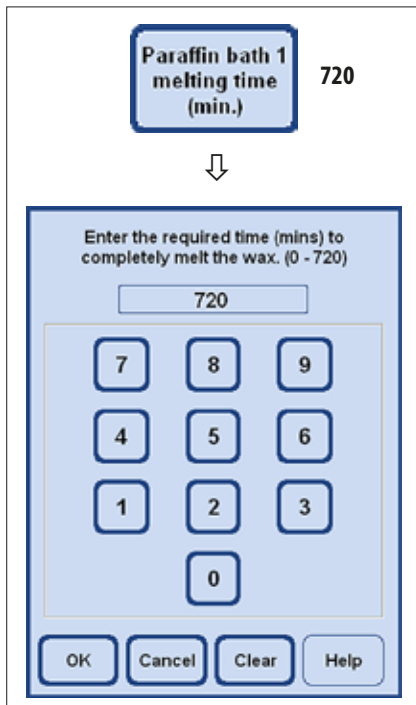 Paraffin bath 1
melting time
(min.)
720
Enter the required time (mins) to
completely melt the wax. (0 - 720)
720
7 8 9
4 5 6
1 2 3
0
OK Cancel Clear Help